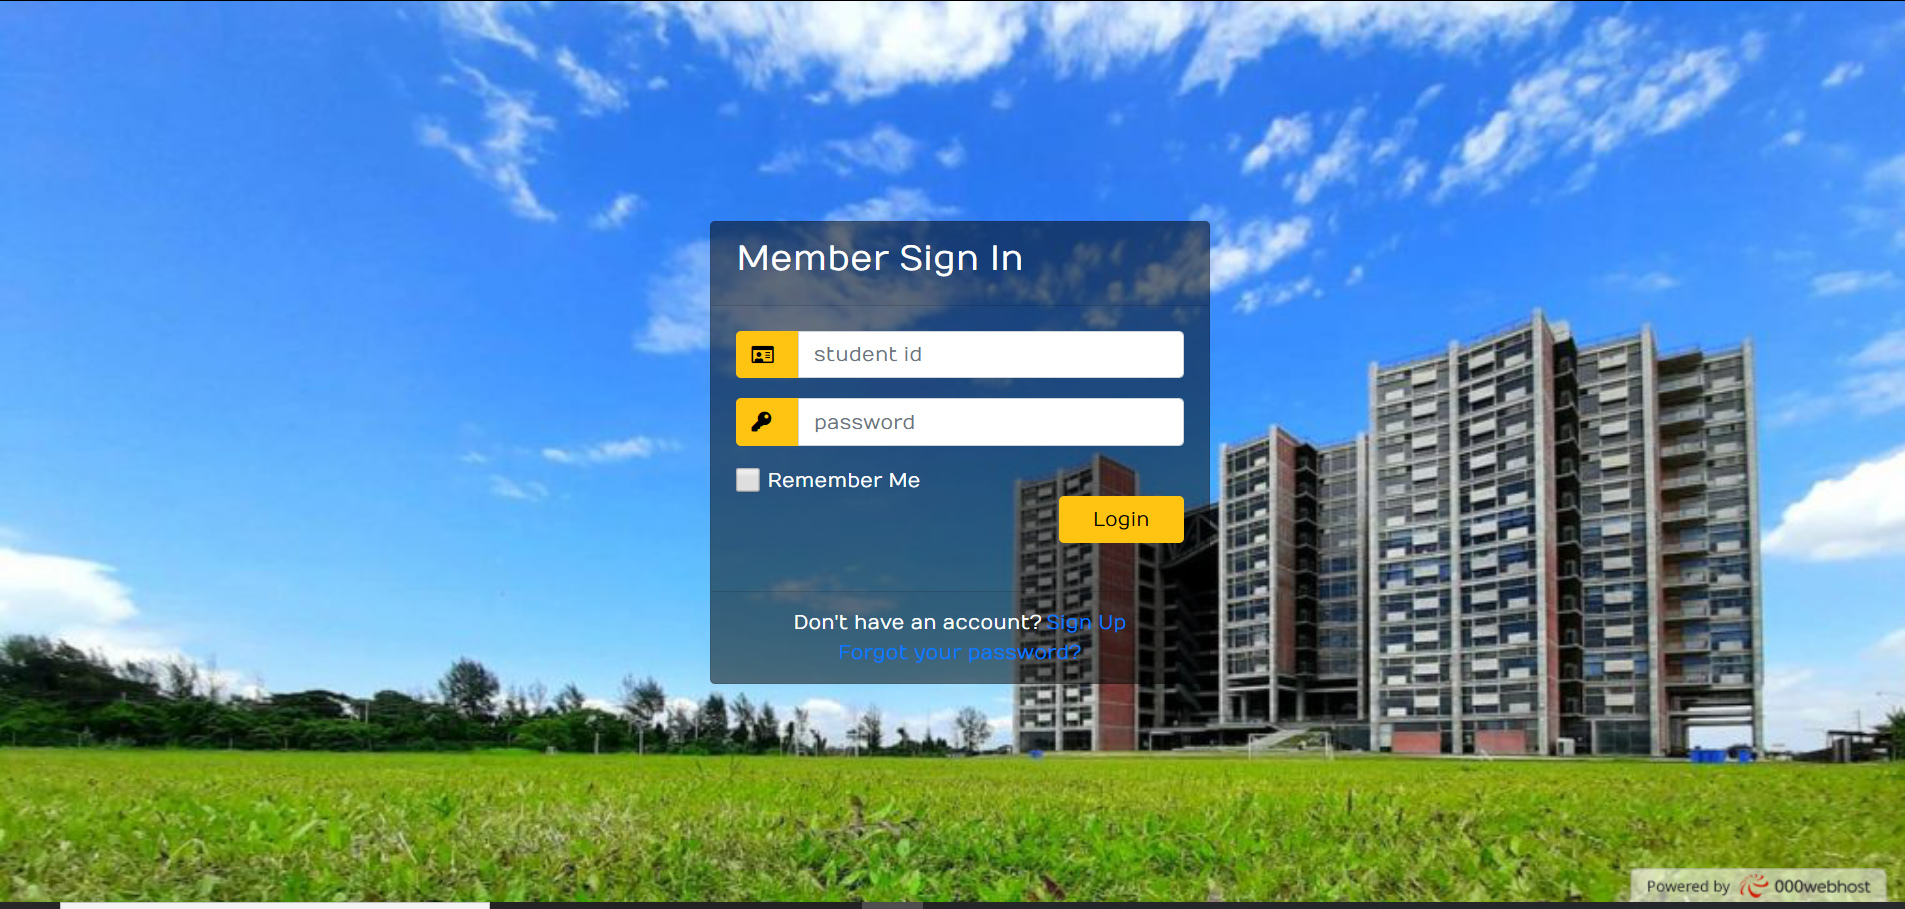 Member Sign In
student id
password
Remember Me
Login
Don't have an account? Sign Up
Forgot your password?
Powered by 000webhost